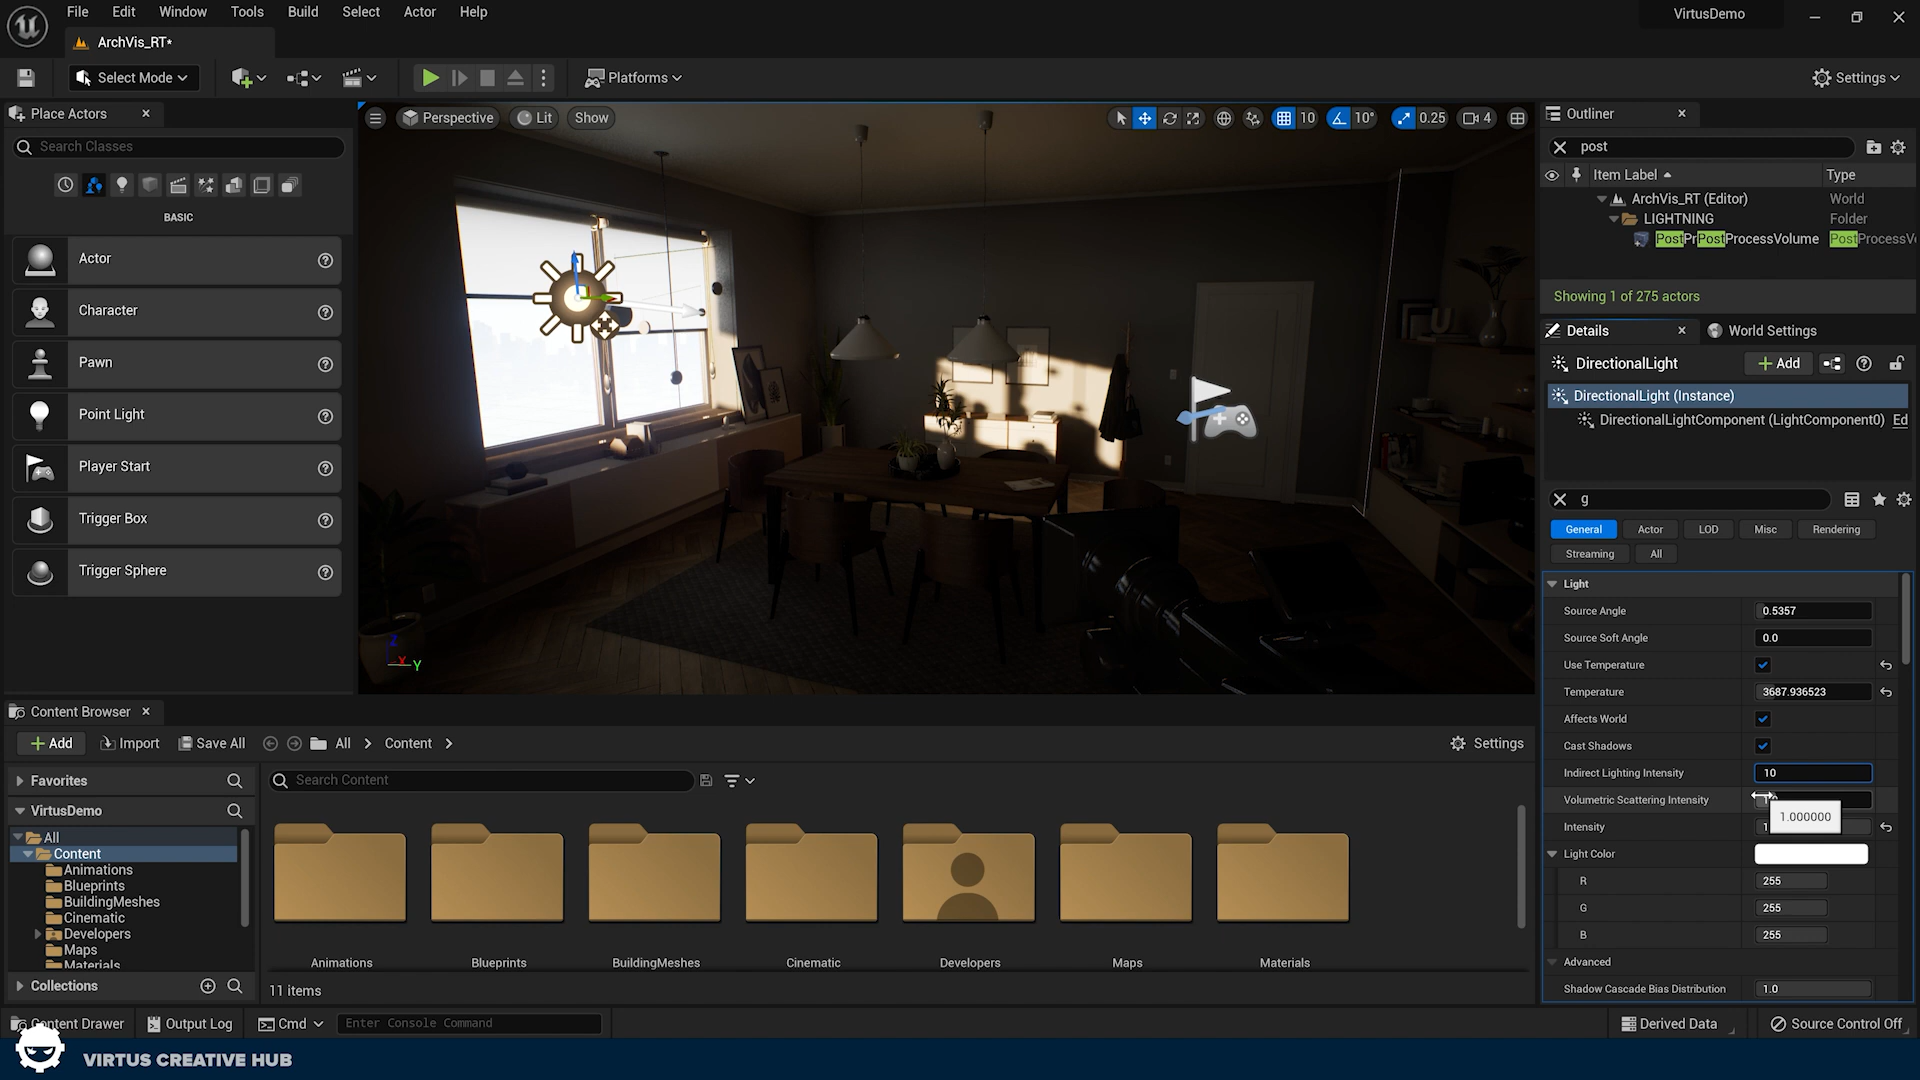 File Edit Window Tools Build Select Actor Help
VirtusDemo
ArchVis_RT*
Select Mode
Platforms
Settings
Place Actors
Search Classes
BASIC
Actor
Character
Pawn
Point Light
Player Start
Trigger Box
Trigger Sphere
Perspective Lit Show
10 10° 0.25 4
Z
X Y
Outliner
post
Item Label Type
ArchVis_RT (Editor) World
LIGHTNING Folder
PostPrPostProcessVolume PostProcessV
Showing 1 of 275 actors
Details World Settings
DirectionalLight Add
DirectionalLight (Instance)
DirectionalLightComponent (LightComponent0) Ed
g
General Actor LOD Misc Rendering
Streaming All
Light
Source Angle 0.5357
Source Soft Angle 0.0
Use Temperature
Temperature 3687.936523
Affects World
Cast Shadows
Indirect Lighting Intensity 10
Volumetric Scattering Intensity
1.000000
Intensity 1
Light Color
R 255
G 255
B 255
Advanced
Shadow Cascade Bias Distribution 1.0
Content Browser
Add Import Save All All Content Settings
Favorites
Search Content
VirtusDemo
All
Content
Animations
Blueprints
BuildingMeshes
Cinematic
Developers
Maps
Materials
Collections
Animations Blueprints BuildingMeshes Cinematic Developers Maps Materials
11 items
Content Drawer Output Log Cmd Enter Console Command Derived Data Source Control Off
VIRTUS CREATIVE HUB